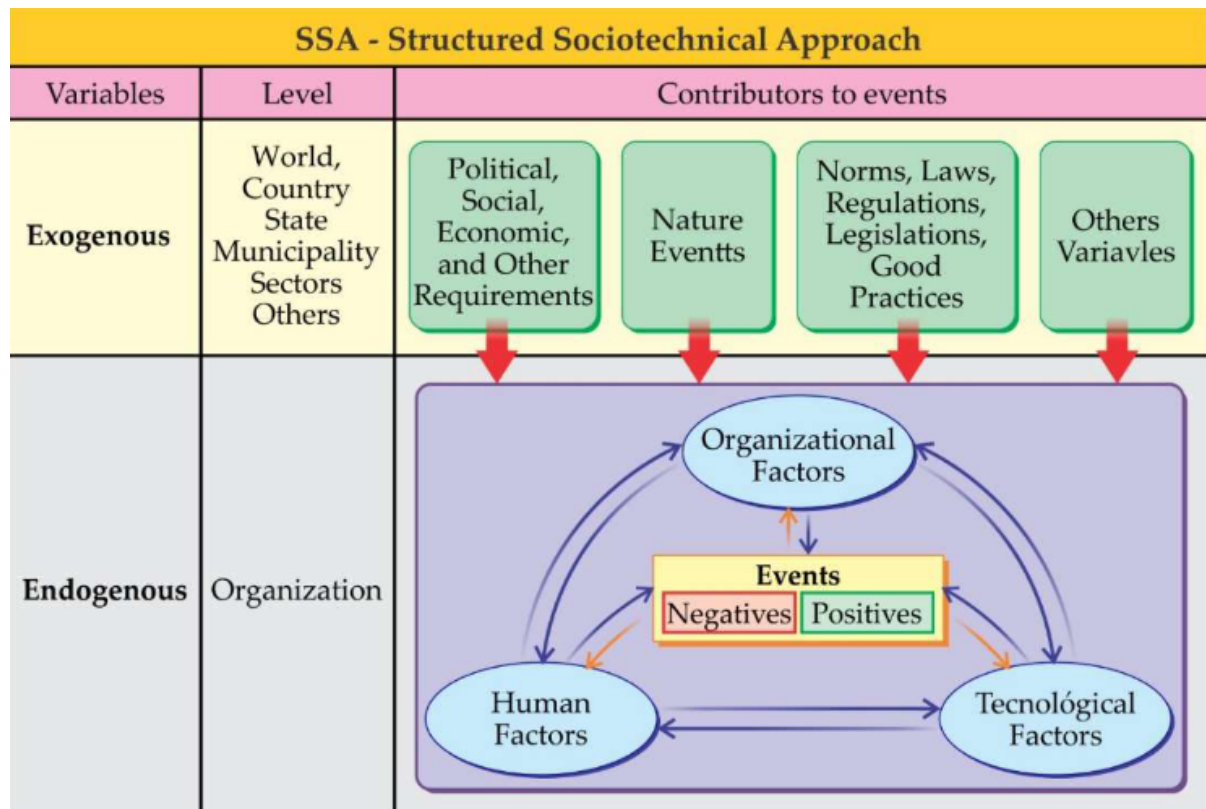 SSA - Structured Sociotechnical Approach
Variables
Level
Contributors to events
Exogenous
World,
Country
State
Municipality
Sectors
Others
Political,
Social,
Economic,
and Other
Requirements
Nature
Eventts
Norms, Laws,
Regulations,
Legislations,
Good
Practices
Others
Variavles
Endogenous
Organization
Organizational
Factors
Events
Negatives
Positives
Human
Factors
Tecnológical
Factors